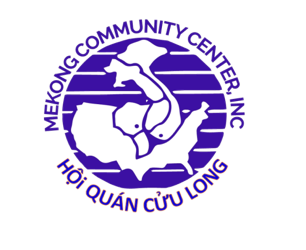 MEKONG COMMUNITY CENTER, INC
HỘI QUÁN CỬU LONG